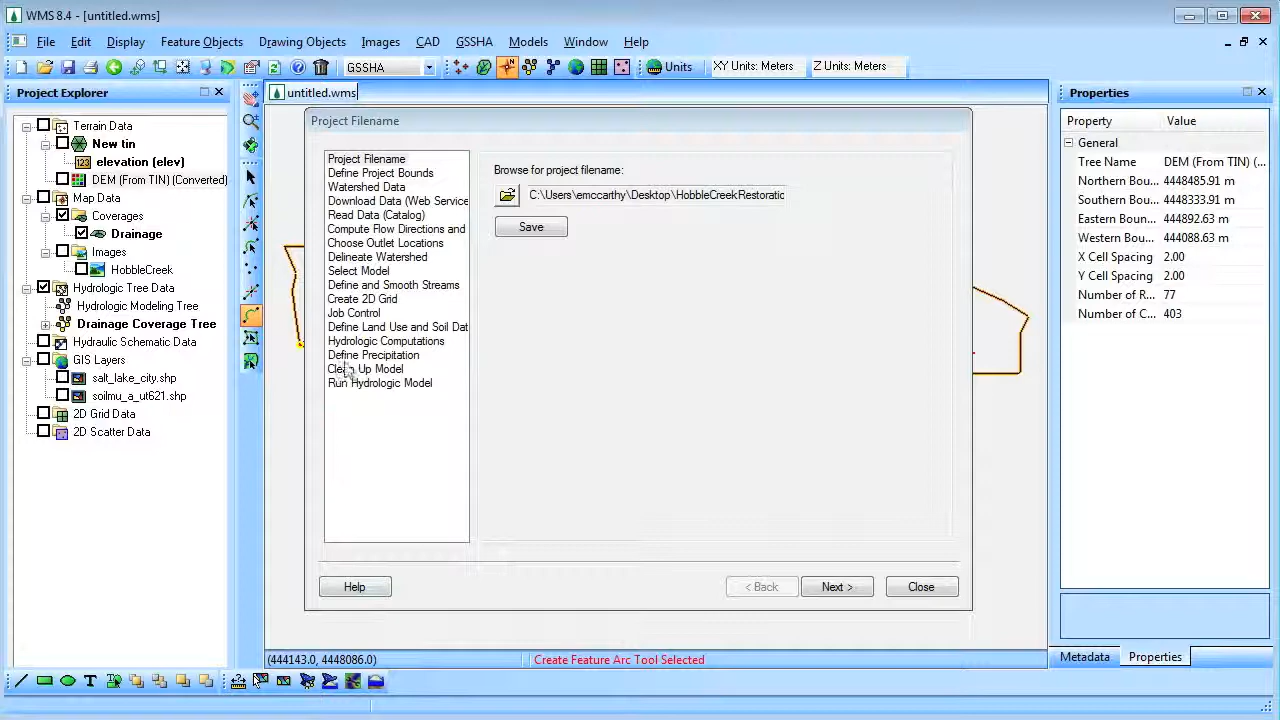 WMS 8.4 - [untitled.wms]
File Edit Display Feature Objects Drawing Objects Images CAD GSSHA Models Window Help
GSSHA Units XY Units: Meters Z Units: Meters
Project Explorer
Terrain Data
New tin
elevation (elev)
DEM (From TIN) (Converted)
Map Data
Coverages
Drainage
Images
HobbleCreek
Hydrologic Tree Data
Hydrologic Modeling Tree
Drainage Coverage Tree
Hydraulic Schematic Data
GIS Layers
salt_lake_city.shp
soilmu_a_ut621.shp
2D Grid Data
2D Scatter Data
untitled.wms
Project Filename
Project Filename
Define Project Bounds
Watershed Data
Download Data (Web Service
Read Data (Catalog)
Compute Flow Directions and
Choose Outlet Locations
Delineate Watershed
Select Model
Define and Smooth Streams
Create 2D Grid
Job Control
Define Land Use and Soil Dat
Hydrologic Computations
Define Precipitation
Clean Up Model
Run Hydrologic Model
Browse for project filename:
C:\Users\emccarthy\Desktop\HobbleCreekRestoratic
Save
Help < Back Next > Close
(444143.0, 4448086.0) Create Feature Arc Tool Selected
Properties
Property Value
General
Tree Name DEM (From TIN) (...
Northern Bou... 4448485.91 m
Southern Bou... 4448333.91 m
Eastern Boun... 444892.63 m
Western Bou... 444088.63 m
X Cell Spacing 2.00
Y Cell Spacing 2.00
Number of R... 77
Number of C... 403
Metadata Properties